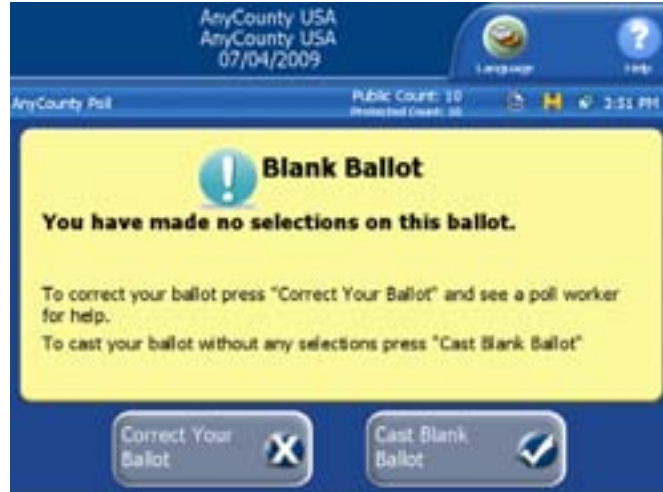 AnyCounty USA
AnyCounty USA
07/04/2009
Language
Help
AnyCounty Poll
Public Count: 10
Protected Count: 10
3:51 PM
Blank Ballot
You have made no selections on this ballot.
To correct your ballot press "Correct Your Ballot" and see a poll worker
for help.
To cast your ballot without any selections press "Cast Blank Ballot"
Correct Your
Ballot
Cast Blank
Ballot